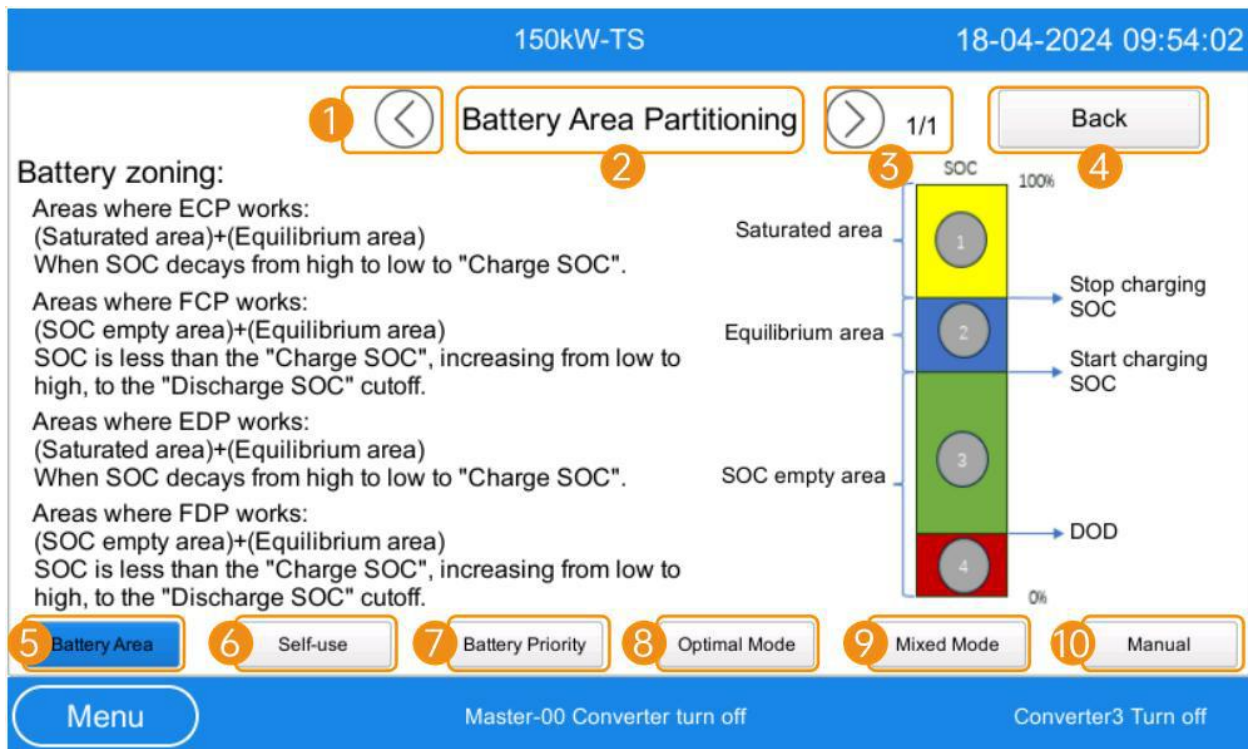 150kW-TS
18-04-2024 09:54:02
1
Battery Area Partitioning
2
1/1
3
Back
4
Battery zoning:
Areas where ECP works:
(Saturated area)+(Equilibrium area)
When SOC decays from high to low to "Charge SOC".
Areas where FCP works:
(SOC empty area)+(Equilibrium area)
SOC is less than the "Charge SOC", increasing from low to
high, to the "Discharge SOC" cutoff.
Areas where EDP works:
(Saturated area)+(Equilibrium area)
When SOC decays from high to low to "Charge SOC".
Areas where FDP works:
(SOC empty area)+(Equilibrium area)
SOC is less than the "Charge SOC", increasing from low to
high, to the "Discharge SOC" cutoff.
SOC
100%
Saturated area
1
Stop charging
SOC
Equilibrium area
2
Start charging
SOC
SOC empty area
3
DOD
4
0%
5 Battery Area
6 Self-use
7 Battery Priority
8 Optimal Mode
9 Mixed Mode
10 Manual
Menu
Master-00 Converter turn off
Converter3 Turn off